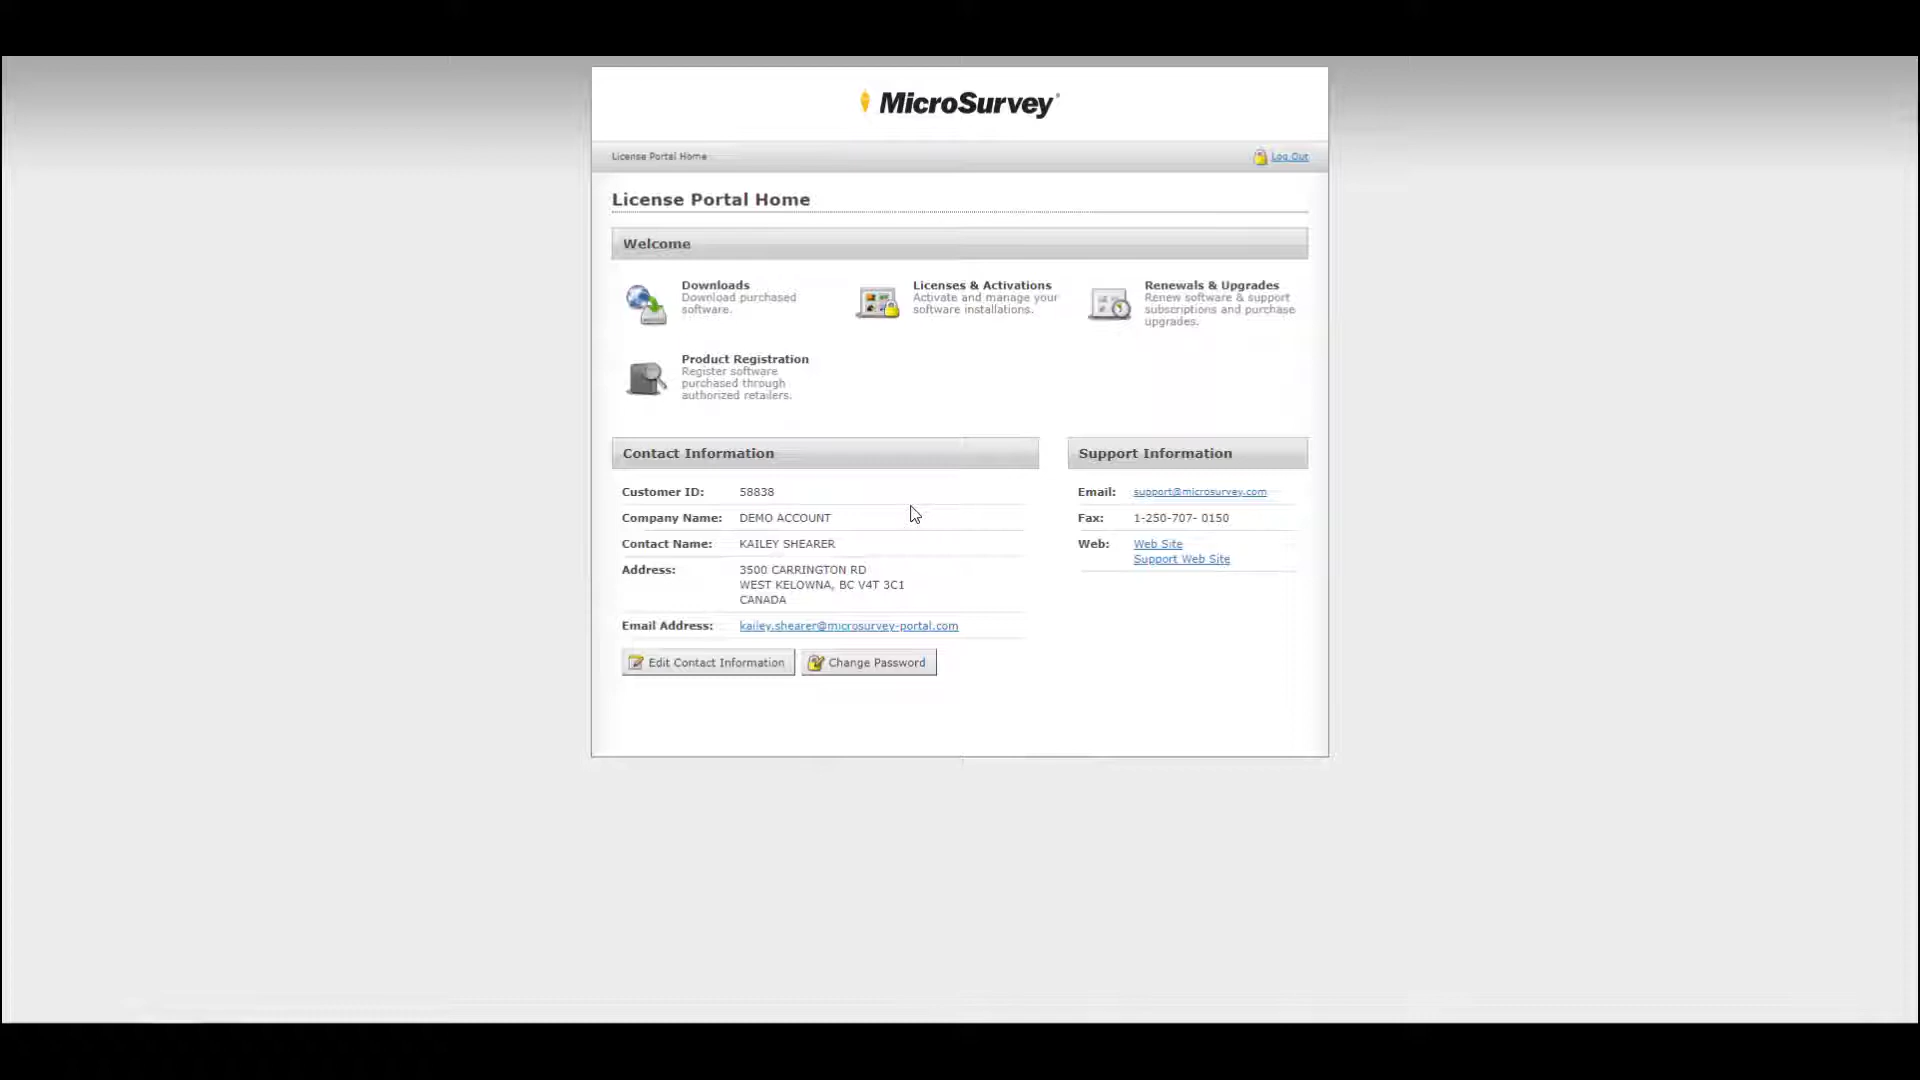 MicroSurvey
License Portal Home
Log Out
License Portal Home
Welcome
Downloads
Download purchased
software.
Licenses & Activations
Activate and manage your
software installations.
Renewals & Upgrades
Renew software & support
subscriptions and purchase
upgrades.
Product Registration
Register software
purchased through
authorized retailers.
Contact Information
Customer ID: 58838
Company Name: DEMO ACCOUNT
Contact Name: KAILEY SHEARER
Address: 3500 CARRINGTON RD
WEST KELOWNA, BC V4T 3C1
CANADA
Email Address: kailey.shearer@microsurvey-portal.com
Edit Contact Information
Change Password
Support Information
Email: support@microsurvey.com
Fax: 1-250-707- 0150
Web: Web Site
Support Web Site